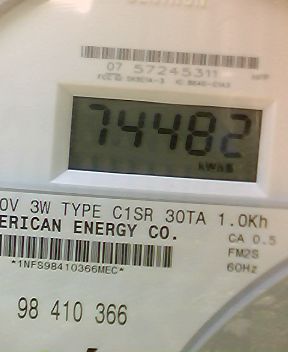 07 57245311
74482
kWh
0V 3W TYPE C1SR 30TA 1.0Kh
ERICAN ENERGY CO.
CA 0.5
FM2S
60Hz
*1NFS98410366MEC*
98 410 366